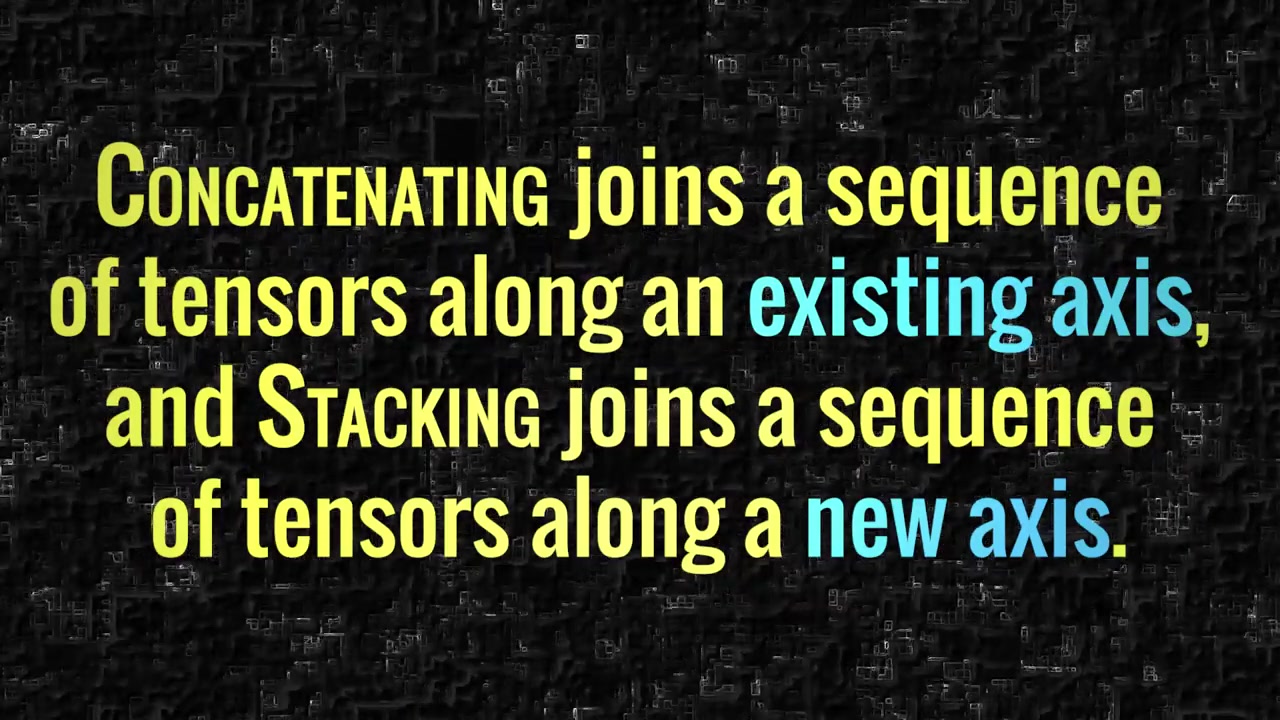 Concatenating joins a sequence
of tensors along an existing axis,
and Stacking joins a sequence
of tensors along a new axis.